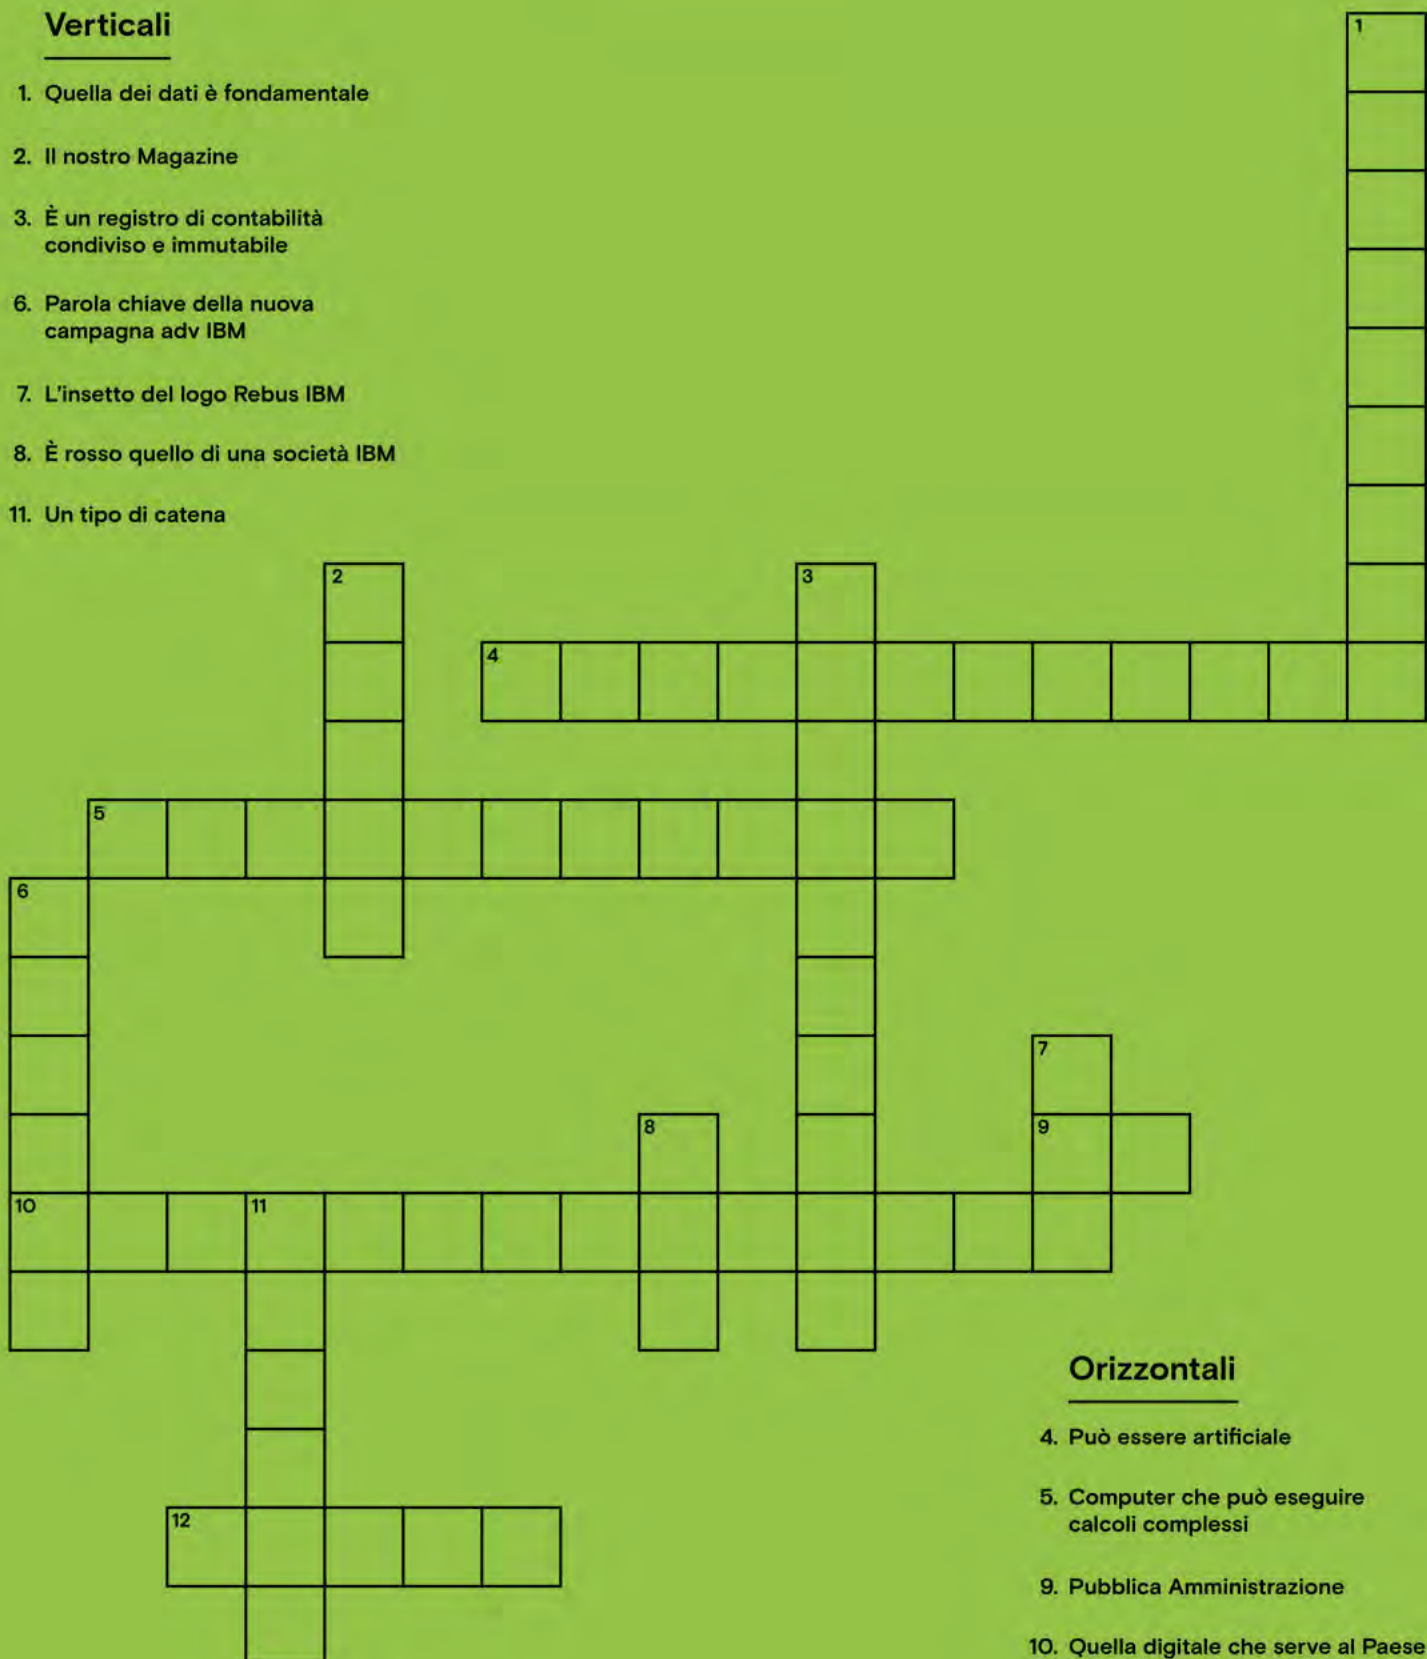 Verticali
1. Quella dei dati è fondamentale
2. Il nostro Magazine
3. È un registro di contabilità
condiviso e immutabile
6. Parola chiave della nuova
campagna adv IBM
7. L'insetto del logo Rebus IBM
8. È rosso quello di una società IBM
11. Un tipo di catena
1
2
3
4
5
6
7
8
9
10
11
12
Orizzontali
4. Può essere artificiale
5. Computer che può eseguire
calcoli complessi
9. Pubblica Amministrazione
10. Quella digitale che serve al Paese